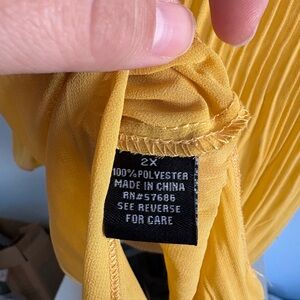 2X
100%POLYESTER
MADE IN CHINA
RN#57686
SEE REVERSE
FOR CARE